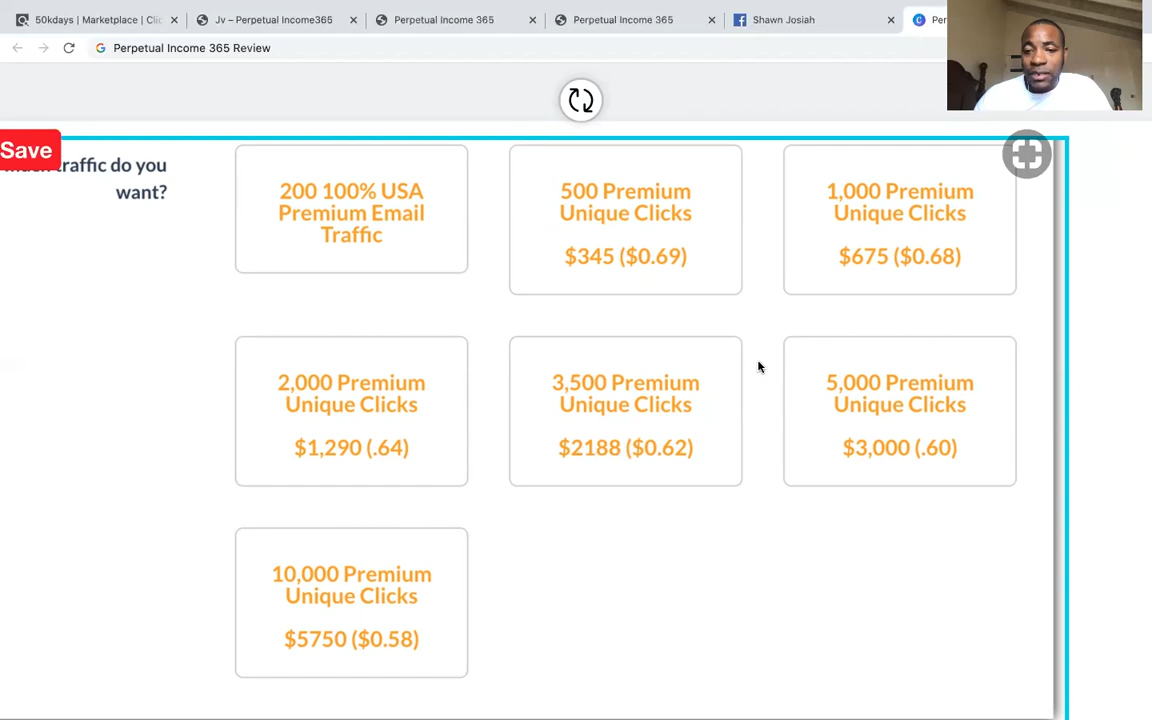 50kdays | Marketplace | Clic
Jv – Perpetual Income365
Perpetual Income 365
Perpetual Income 365
Shawn Josiah
Per
Perpetual Income 365 Review
Save
traffic do you
want?
200 100% USA
Premium Email
Traffic
500 Premium
Unique Clicks
$345 ($0.69)
1,000 Premium
Unique Clicks
$675 ($0.68)
2,000 Premium
Unique Clicks
$1,290 (.64)
3,500 Premium
Unique Clicks
$2188 ($0.62)
5,000 Premium
Unique Clicks
$3,000 (.60)
10,000 Premium
Unique Clicks
$5750 ($0.58)